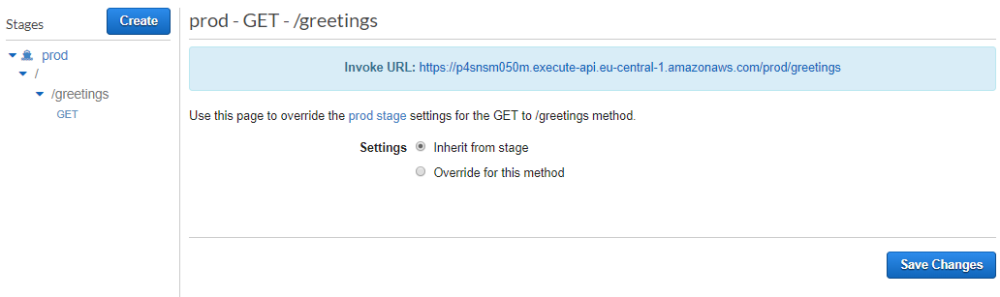 Stages
Create
prod
/
/greetings
GET
prod - GET - /greetings
Invoke URL: https://p4snsm050m.execute-api.eu-central-1.amazonaws.com/prod/greetings
Use this page to override the prod stage settings for the GET to /greetings method.
Settings Inherit from stage
Override for this method
Save Changes